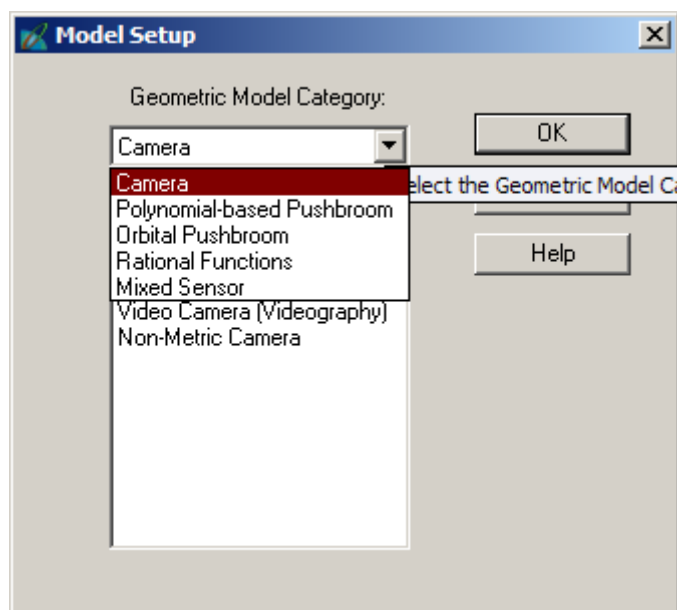 Model Setup
Geometric Model Category:
Camera
OK
Camera
elect the Geometric Model Ca
Polynomial-based Pushbroom
Orbital Pushbroom
Help
Rational Functions
Mixed Sensor
Video Camera (Videography)
Non-Metric Camera